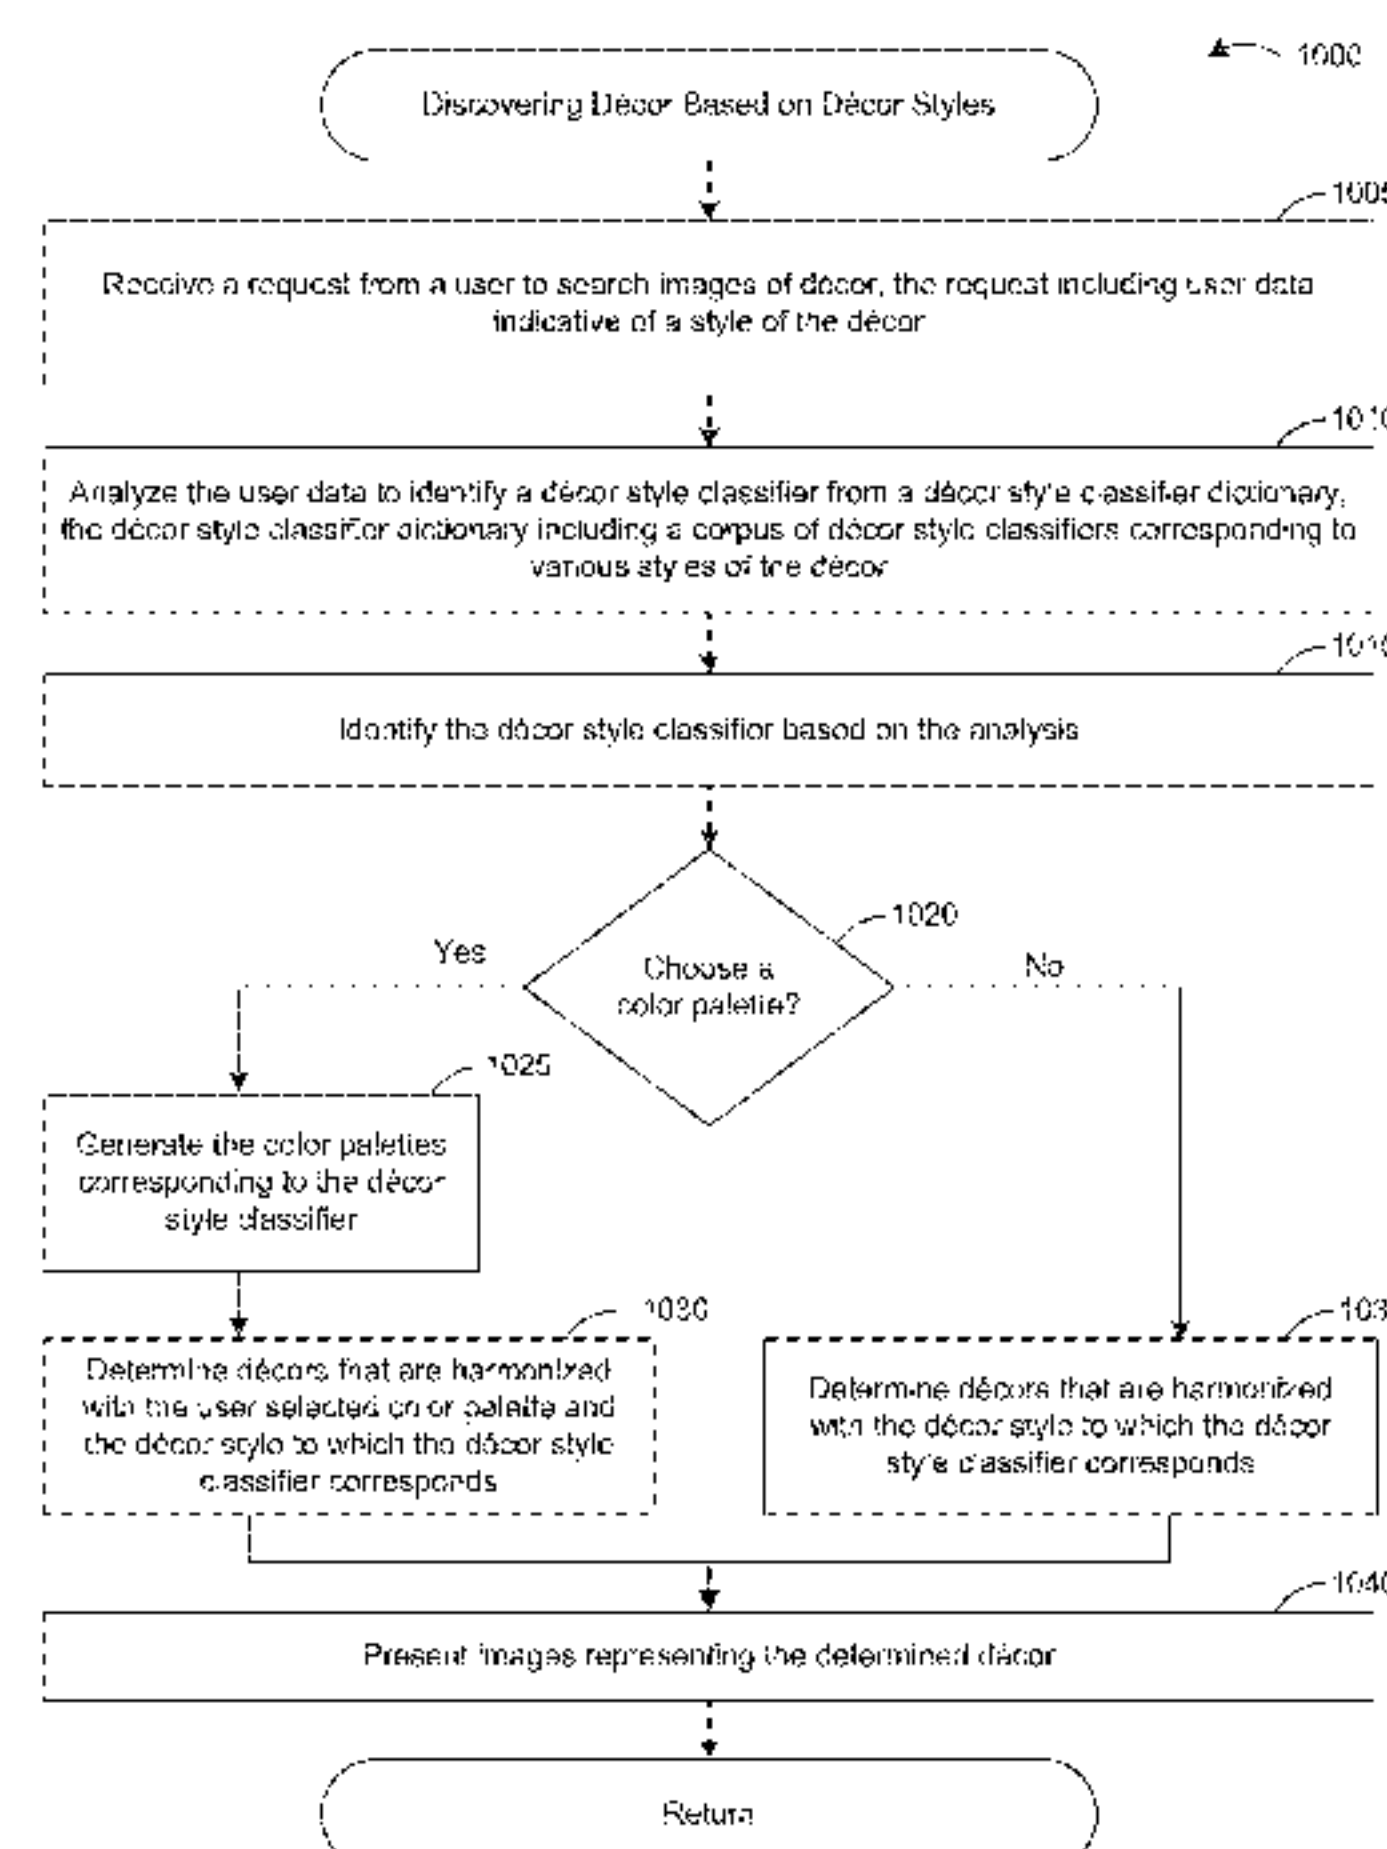 1000
Discovering Décor Based on Décor Styles
1005
Receive a request from a user to search images of décor, the request including user data
indicative of a style of the décor
1010
Analyze the user data to identify a décor style classifier from a décor style classifier dictionary,
the décor style classifier dictionary including a corpus of décor style classifiers corresponding to
various styles of the décor
Identify the décor style classifier based on the analysis
1020
Choose a
color palette?
Yes
No
1025
Generate the color palettes
corresponding to the décor
style classifier
1030
Determine décors that are harmonized
with the user selected color palette and
the décor style to which the décor style
classifier corresponds
103
Determine décors that are harmonized
with the décor style to which the décor
style classifier corresponds
1040
Present images representing the determined décor
Return